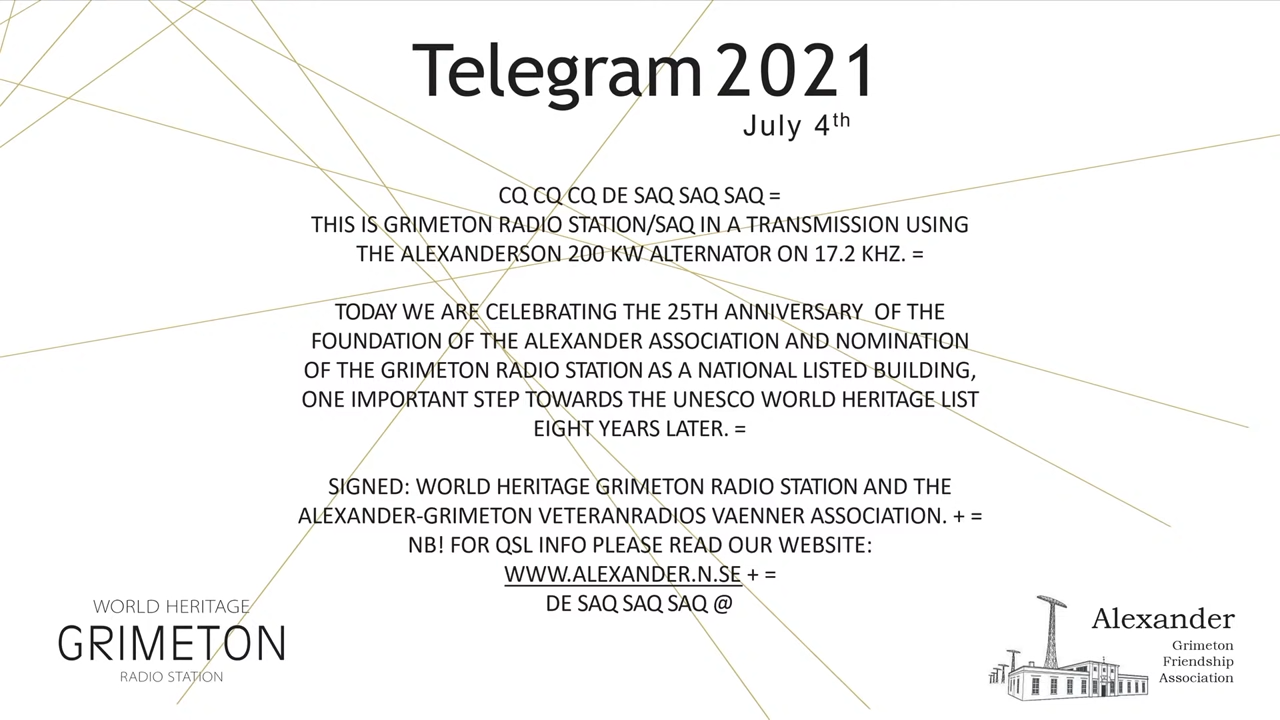 Telegram 2021
July 4th
CQ CQ CQ DE SAQ SAQ SAQ =
THIS IS GRIMETON RADIO STATION/SAQ IN A TRANSMISSION USING
THE ALEXANDERSON 200 KW ALTERNATOR ON 17.2 KHZ. =
TODAY WE ARE CELEBRATING THE 25TH ANNIVERSARY OF THE
FOUNDATION OF THE ALEXANDER ASSOCIATION AND NOMINATION
OF THE GRIMETON RADIO STATION AS A NATIONAL LISTED BUILDING,
ONE IMPORTANT STEP TOWARDS THE UNESCO WORLD HERITAGE LIST
EIGHT YEARS LATER. =
SIGNED: WORLD HERITAGE GRIMETON RADIO STATION AND THE
ALEXANDER-GRIMETON VETERANRADIOS VAENNER ASSOCIATION. + =
NB! FOR QSL INFO PLEASE READ OUR WEBSITE:
WWW.ALEXANDER.N.SE + =
DE SAQ SAQ SAQ @
WORLD HERITAGE
GRIMETON
RADIO STATION
Alexander
Grimeton
Friendship
Association